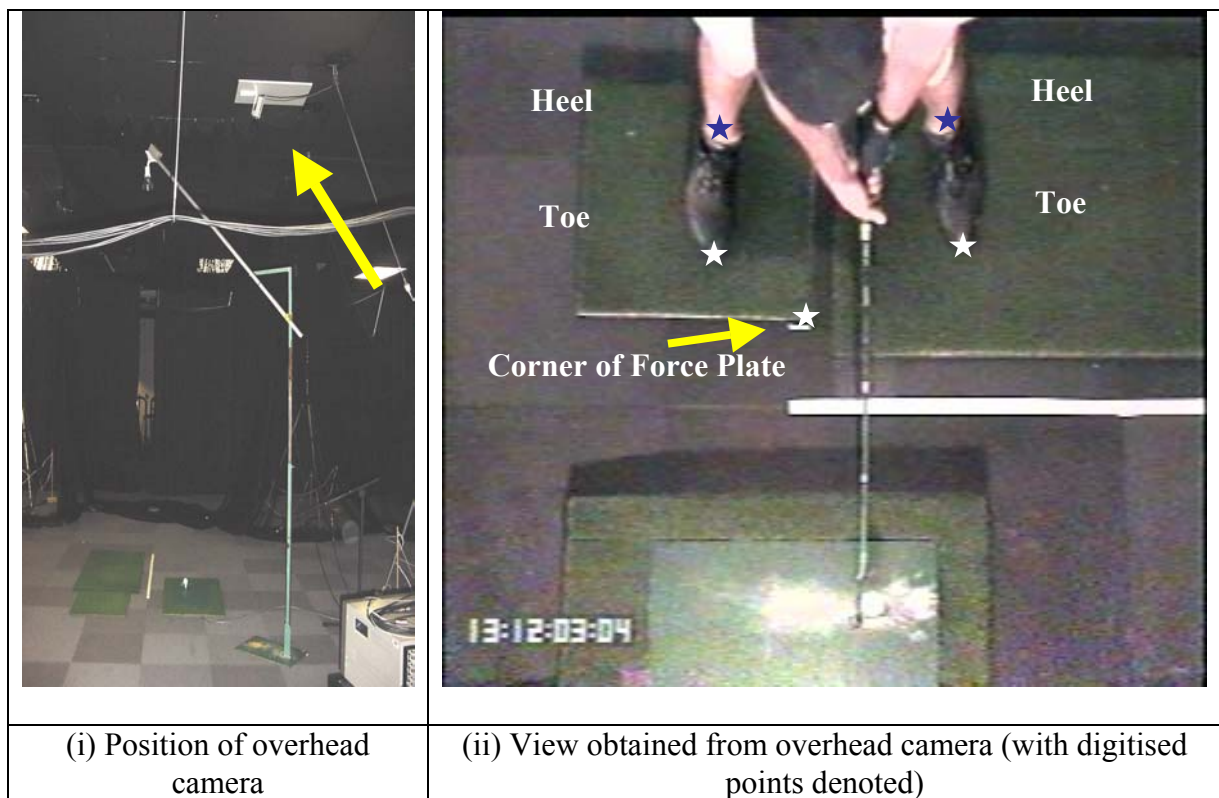 Heel
Heel
Toe
Toe
Corner of Force Plate
13:12:03:04
(i) Position of overhead
camera
(ii) View obtained from overhead camera (with digitised
points denoted)